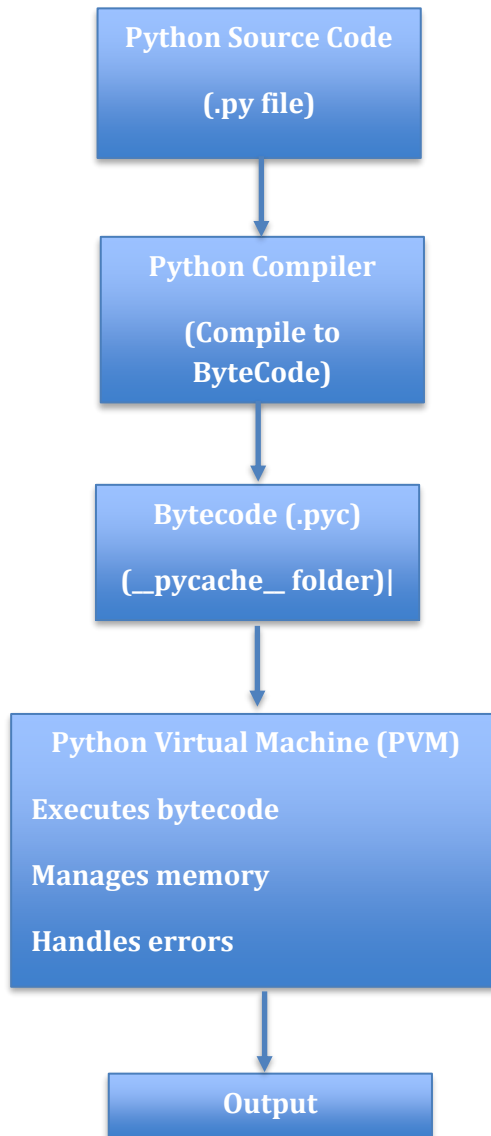 Python Source Code
(.py file)
Python Compiler
(Compile to
ByteCode)
Bytecode (.pyc)
(__pycache__ folder)|
Python Virtual Machine (PVM)
Executes bytecode
Manages memory
Handles errors
Output